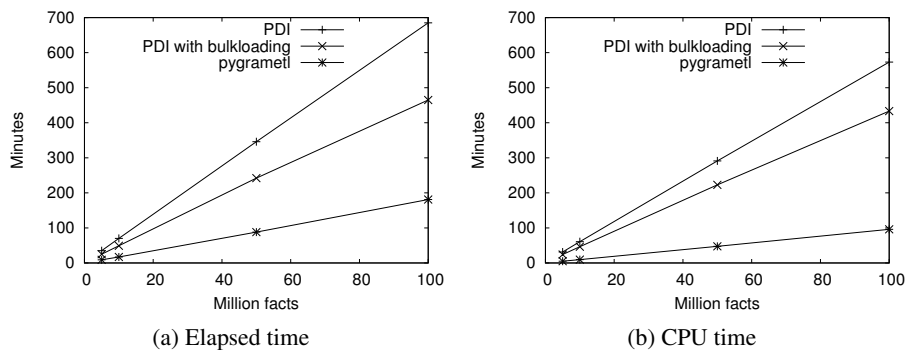 700
600
500
400
300
200
100
0
Minutes
PDI
PDI with bulkloading
pygrametl
0 20 40 60 80 100
Million facts
(a) Elapsed time
700
600
500
400
300
200
100
0
Minutes
PDI
PDI with bulkloading
pygrametl
0 20 40 60 80 100
Million facts
(b) CPU time